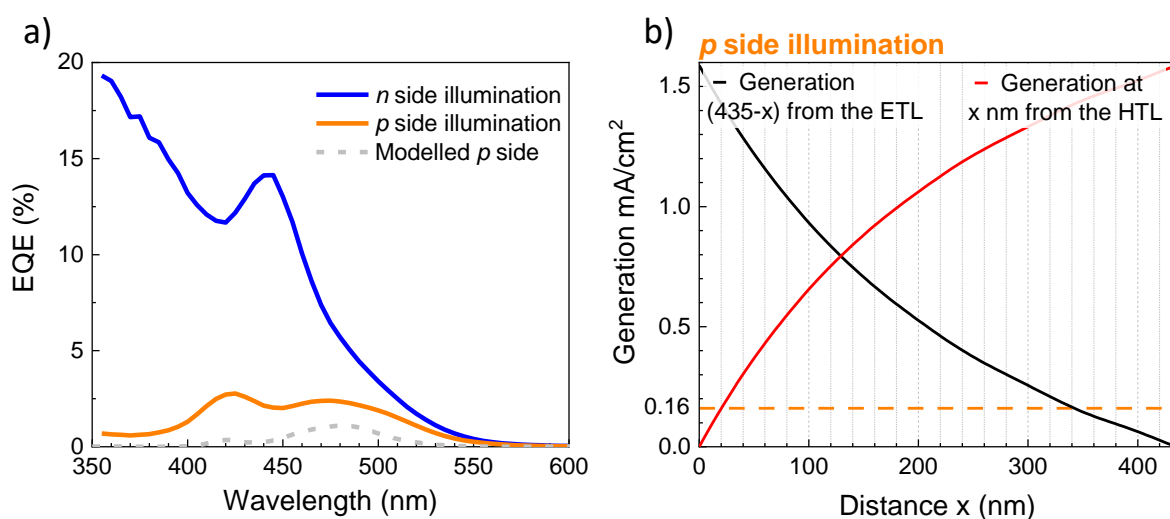 a)
20
15
10
5
0
EQE (%)
n side illumination
p side illumination
Modelled p side
350
400
450
500
550
600
Wavelength (nm)
b)
p side illumination
1.5
1.0
0.5
0.16
0.0
Generation mA/cm²
Generation
(435-x) from the ETL
Generation at
x nm from the HTL
0
100
200
300
400
Distance x (nm)